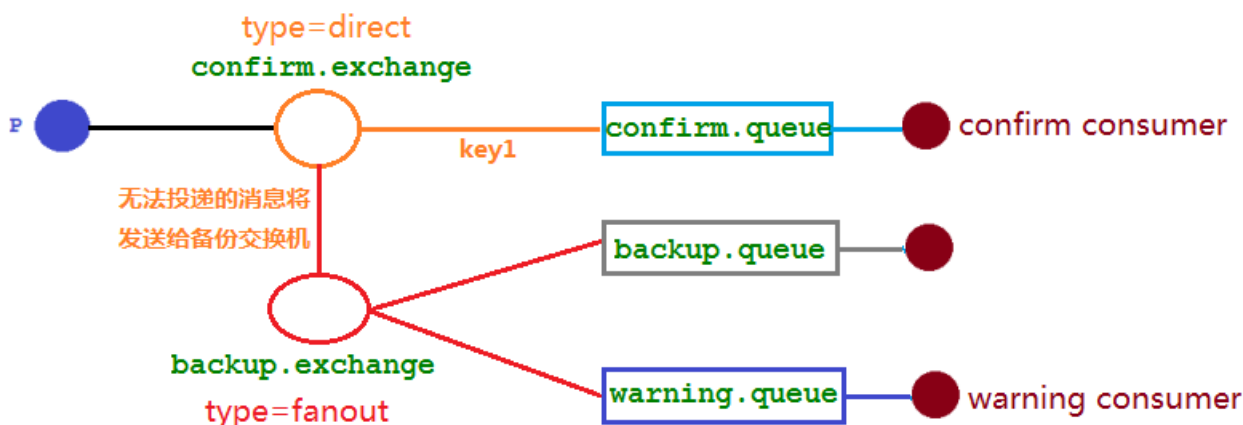 type=direct
confirm.exchange
P
confirm.queue
confirm consumer
key1
无法投递的消息将
发送给备份交换机
backup.queue
backup.exchange
type=fanout
warning.queue
warning consumer